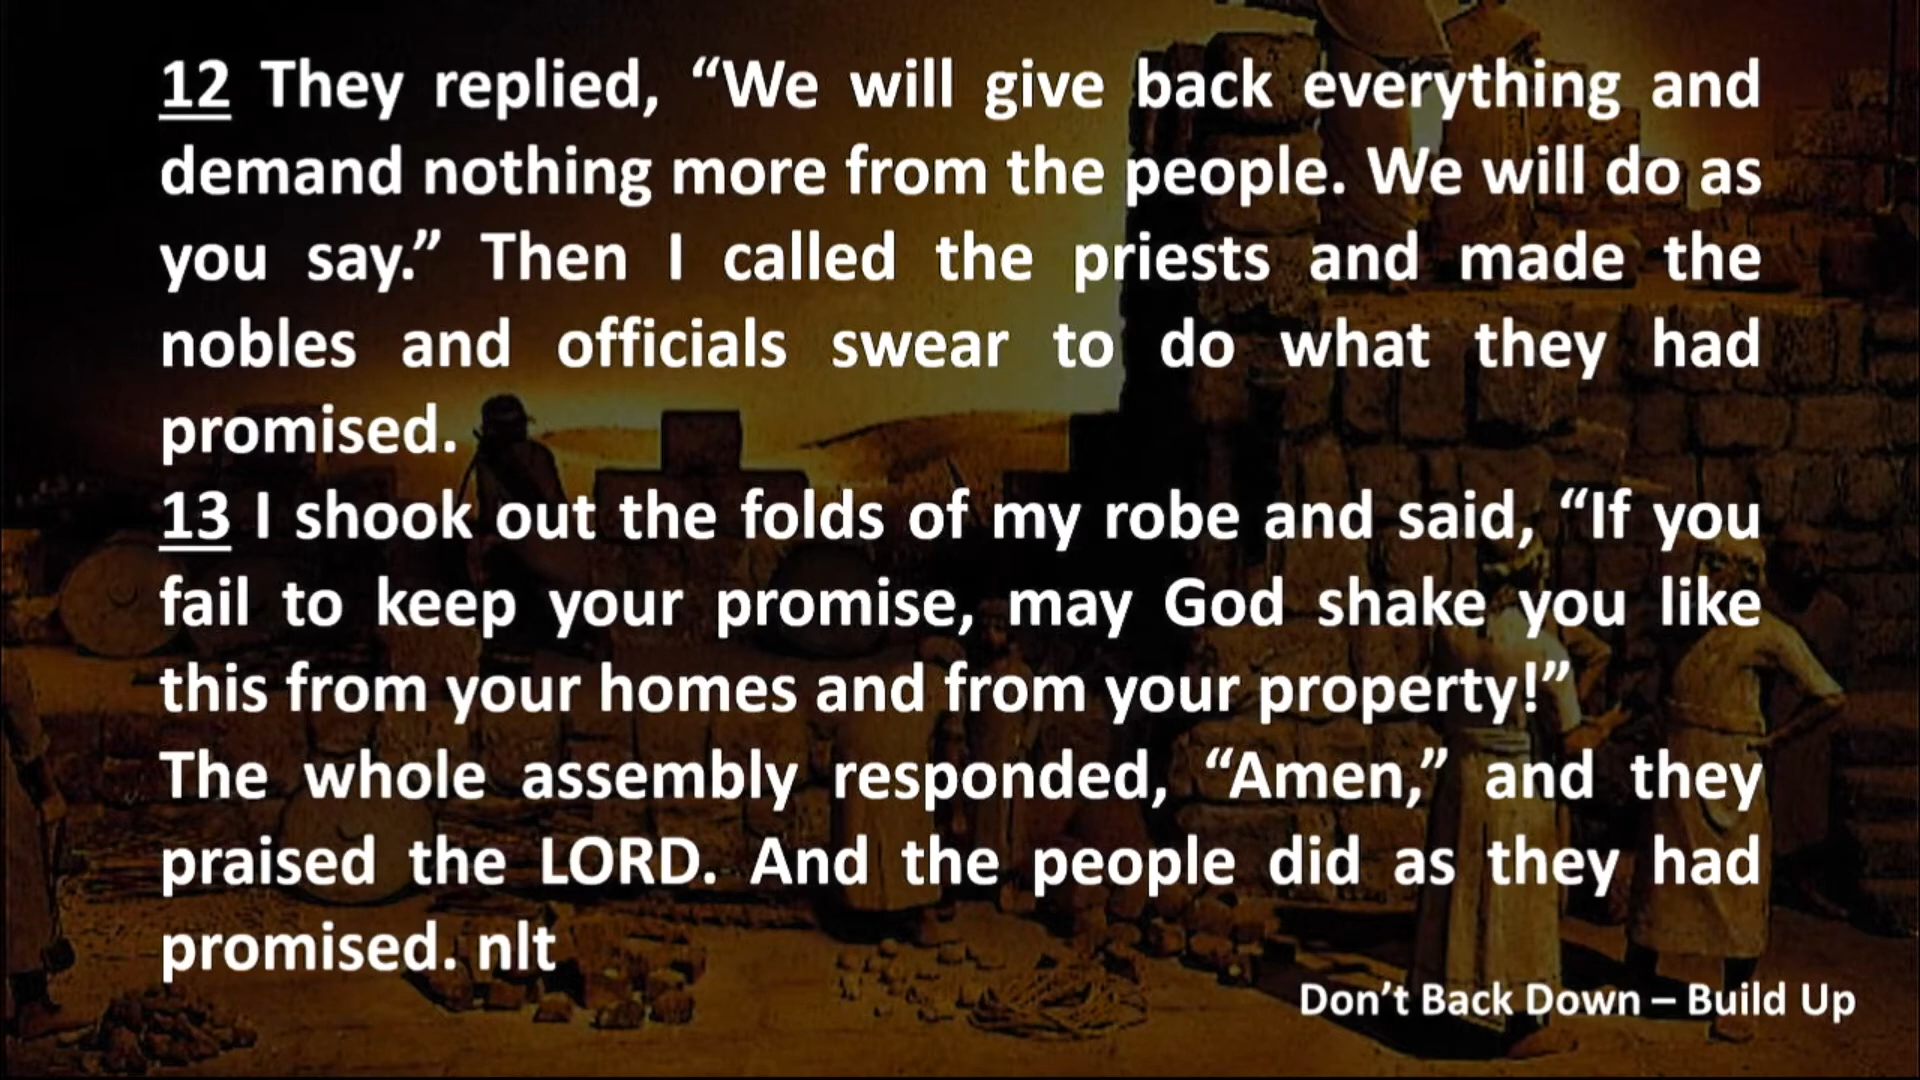 12 They replied, “We will give back everything and
demand nothing more from the people. We will do as
you say.” Then I called the priests and made the
nobles and officials swear to do what they had
promised.
13 I shook out the folds of my robe and said, “If you
fail to keep your promise, may God shake you like
this from your homes and from your property!”
The whole assembly responded, “Amen,” and they
praised the LORD. And the people did as they had
promised. nlt
Don’t Back Down – Build Up